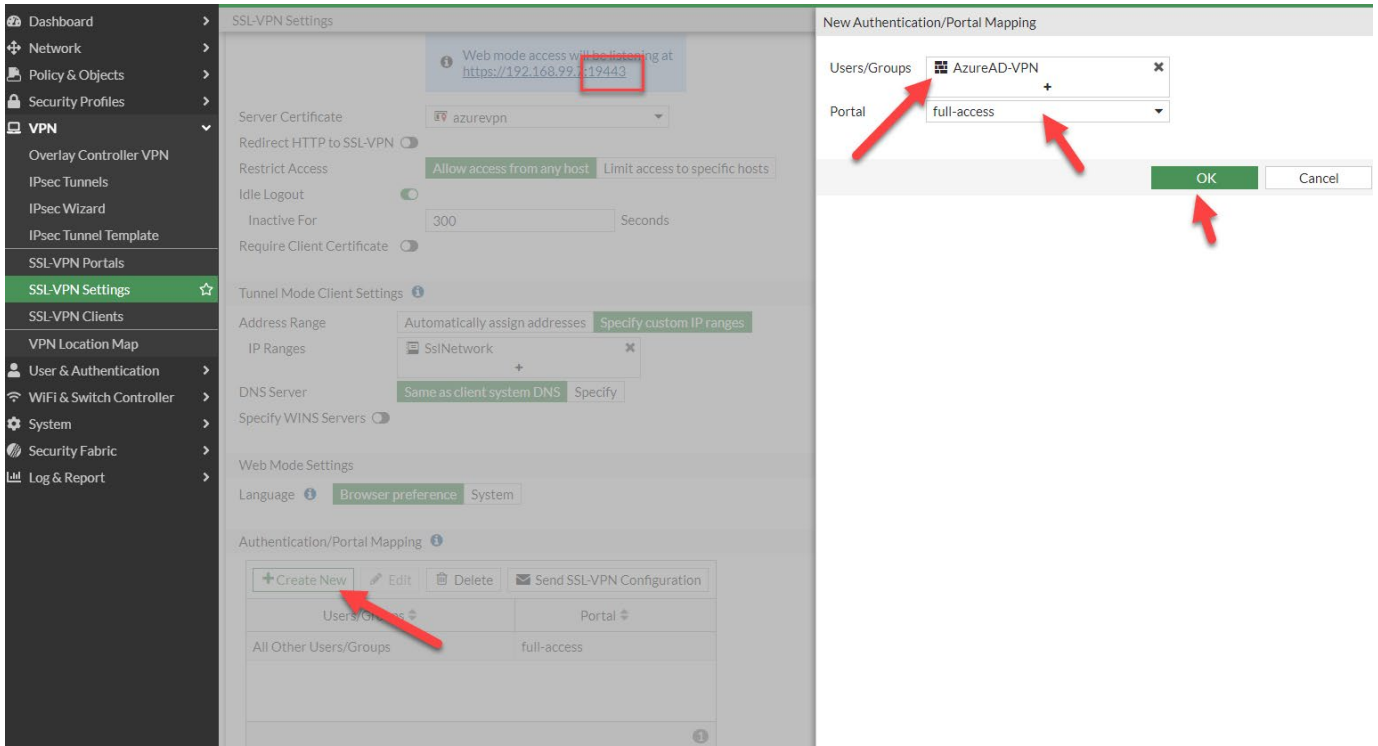 Dashboard
Network
Policy & Objects
Security Profiles
VPN
Overlay Controller VPN
IPsec Tunnels
IPsec Wizard
IPsec Tunnel Template
SSL-VPN Portals
SSL-VPN Settings
SSL-VPN Clients
VPN Location Map
User & Authentication
WiFi & Switch Controller
System
Security Fabric
Log & Report
SSL-VPN Settings
Web mode access will be listening at
https://192.168.99.7:19443
Server Certificate azurevpn
Redirect HTTP to SSL-VPN
Restrict Access Allow access from any host Limit access to specific hosts
Idle Logout
Inactive For 300 Seconds
Require Client Certificate
Tunnel Mode Client Settings
Address Range Automatically assign addresses Specify custom IP ranges
IP Ranges SslNetwork
+
DNS Server Same as client system DNS Specify
Specify WINS Servers
Web Mode Settings
Language Browser preference System
Authentication/Portal Mapping
+ Create New Edit Delete Send SSL-VPN Configuration
Users/Groups Portal
All Other Users/Groups full-access
1
New Authentication/Portal Mapping
Users/Groups AzureAD-VPN
+
Portal full-access
OK Cancel